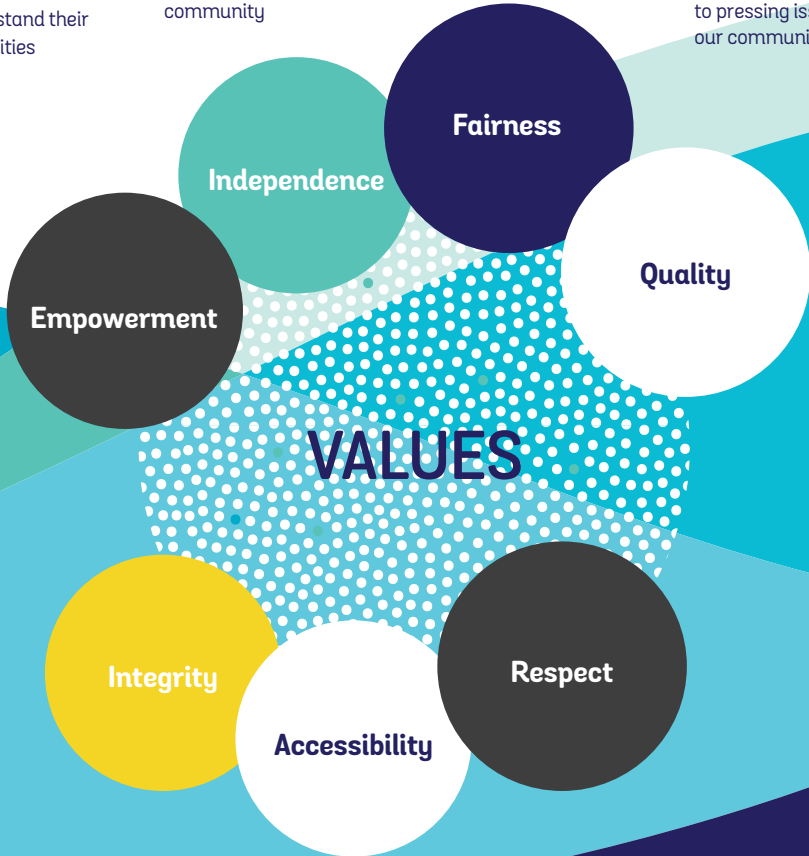 stand their
ities
community
to pressing is
our communi
Fairness
Independence
Quality
Empowerment
VALUES
Integrity
Respect
Accessibility